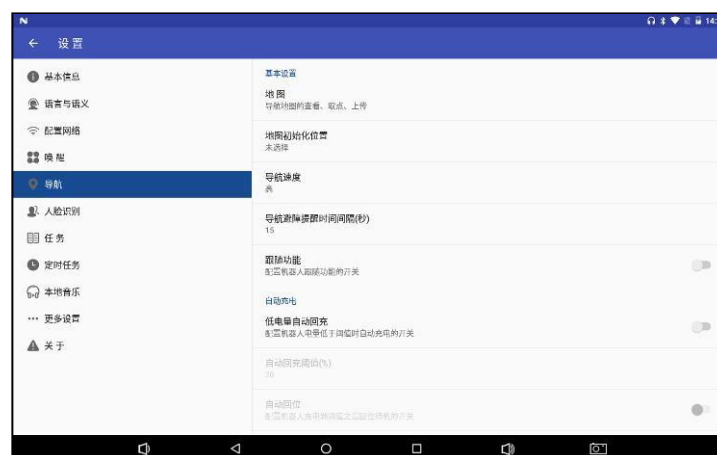 14:
设置
基本信息
语言与语义
配置网络
唤醒
导航
人脸识别
任务
定时任务
本地音乐
更多设置
关于
基本设置
地图
导航地图的查看、取点、上传
地图初始化位置
未选择
导航速度
高
导航避障提醒时间间隔(秒)
15
跟随功能
配置机器人跟随功能的开关
自动充电
低电量自动回充
配置机器人电量低于阈值时自动充电的开关
自动回充阈值(%)
自动回位